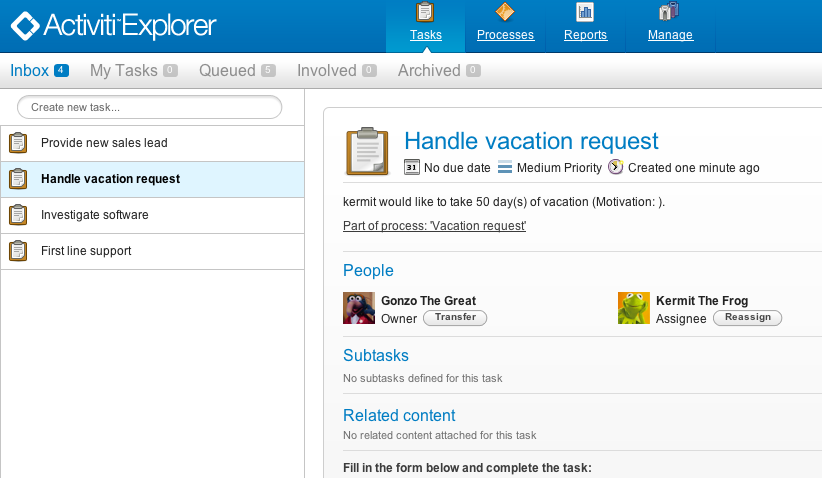 Activiti Explorer
Tasks Processes Reports Manage
Inbox 4 My Tasks 0 Queued 5 Involved 0 Archived 0
Create new task...
Provide new sales lead
Handle vacation request
Investigate software
First line support
Handle vacation request
31 No due date Medium Priority Created one minute ago
kermit would like to take 50 day(s) of vacation (Motivation: ).
Part of process: 'Vacation request'
People
Gonzo The Great Kermit The Frog
Owner Transfer Assignee Reassign
Subtasks
No subtasks defined for this task
Related content
No related content attached for this task
Fill in the form below and complete the task: